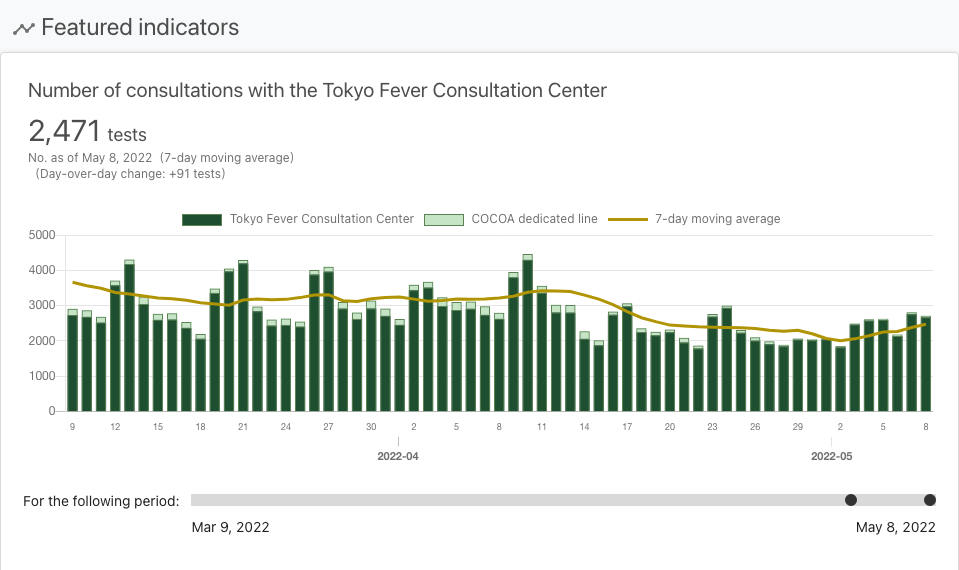 Featured indicators
Number of consultations with the Tokyo Fever Consultation Center
2,471 tests
No. as of May 8, 2022 (7-day moving average)
(Day-over-day change: +91 tests)
Tokyo Fever Consultation Center COCOA dedicated line 7-day moving average
5000
4000
3000
2000
1000
0
9 12 15 18 21 24 27 30 2 5 8 11 14 17 20 23 26 29 2 5 8
2022-04 2022-05
For the following period:
Mar 9, 2022 May 8, 2022